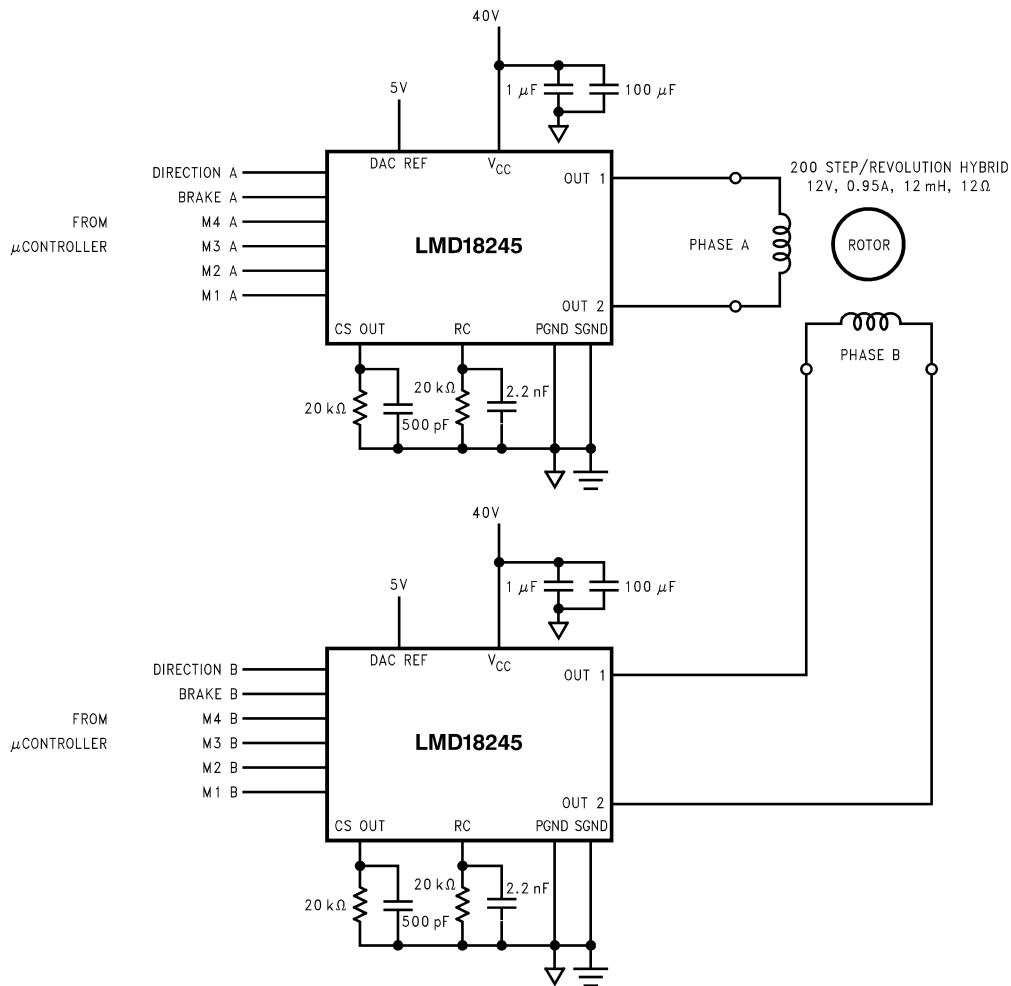 40V
1 μF
100 μF
5V
DAC REF
VCC
DIRECTION A
BRAKE A
M4 A
M3 A
M2 A
M1 A
FROM
μCONTROLLER
LMD18245
OUT 1
OUT 2
CS OUT
RC
PGND
SGND
20 kΩ
500 pF
20 kΩ
2.2 nF
200 STEP/REVOLUTION HYBRID
12V, 0.95A, 12 mH, 12Ω
PHASE A
ROTOR
PHASE B
40V
1 μF
100 μF
5V
DAC REF
VCC
DIRECTION B
BRAKE B
M4 B
M3 B
M2 B
M1 B
FROM
μCONTROLLER
LMD18245
OUT 1
OUT 2
CS OUT
RC
PGND
SGND
20 kΩ
500 pF
20 kΩ
2.2 nF